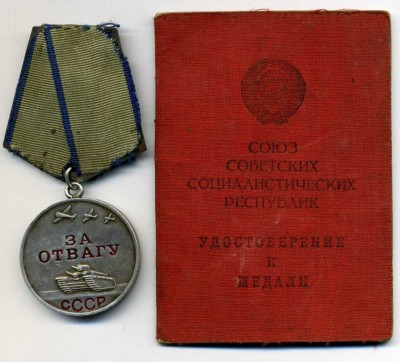 ЗА
ОТВАГУ
СССР
СОЮЗ
СОВЕТСКИХ
СОЦИАЛИСТИЧЕСКИХ
РЕСПУБЛИК
УДОСТОВЕРЕНИЕ
К
МЕДАЛИ